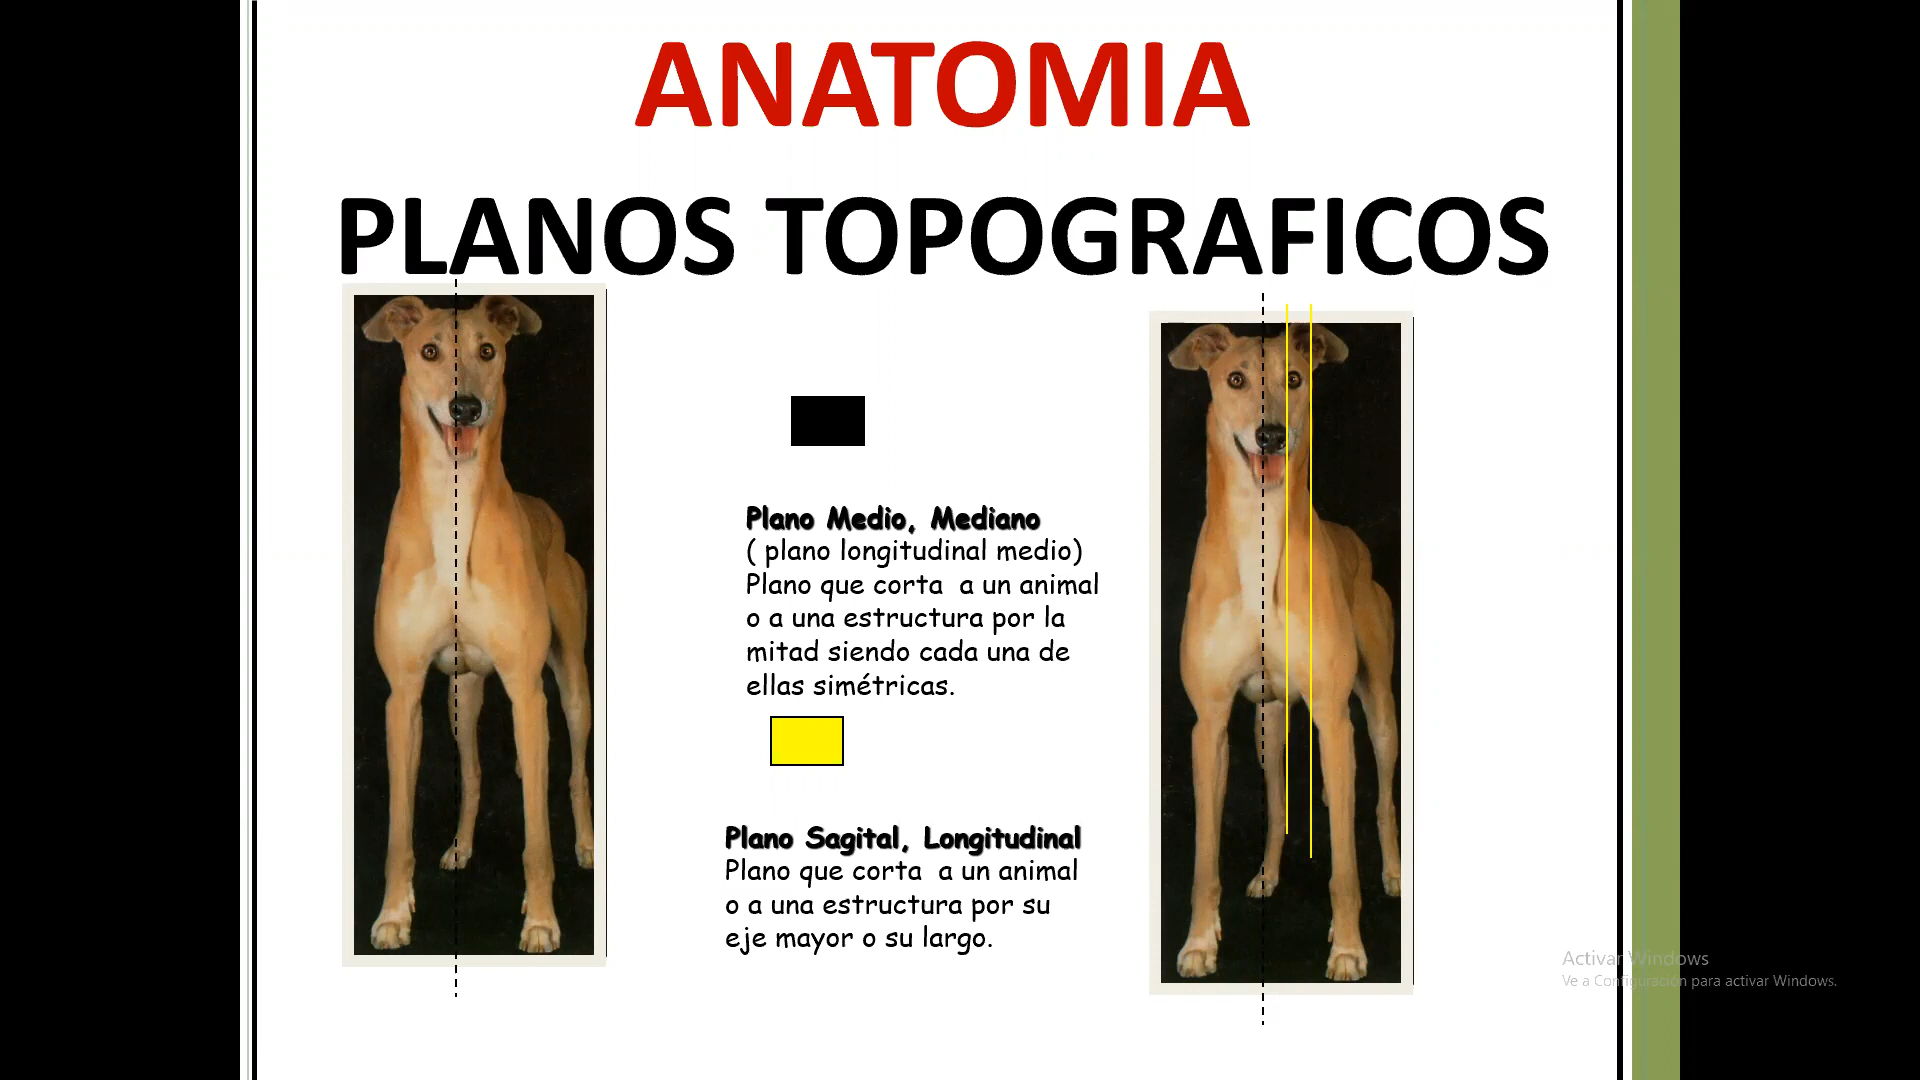 ANATOMIA
PLANOS TOPOGRAFICOS
Plano Medio, Mediano
( plano longitudinal medio)
Plano que corta a un animal
o a una estructura por la
mitad siendo cada una de
ellas simétricas.
Plano Sagital, Longitudinal
Plano que corta a un animal
o a una estructura por su
eje mayor o su largo.
Activar Windows
Ve a Configuración para activar Windows.